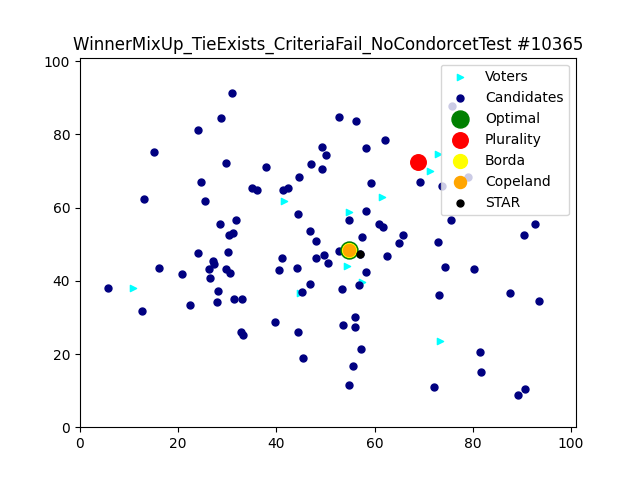 WinnerMixUp_TieExists_CriteriaFail_NoCondorcetTest #10365
100
80
60
40
20
0
0 20 40 60 80 100
Voters
Candidates
Optimal
Plurality
Borda
Copeland
STAR